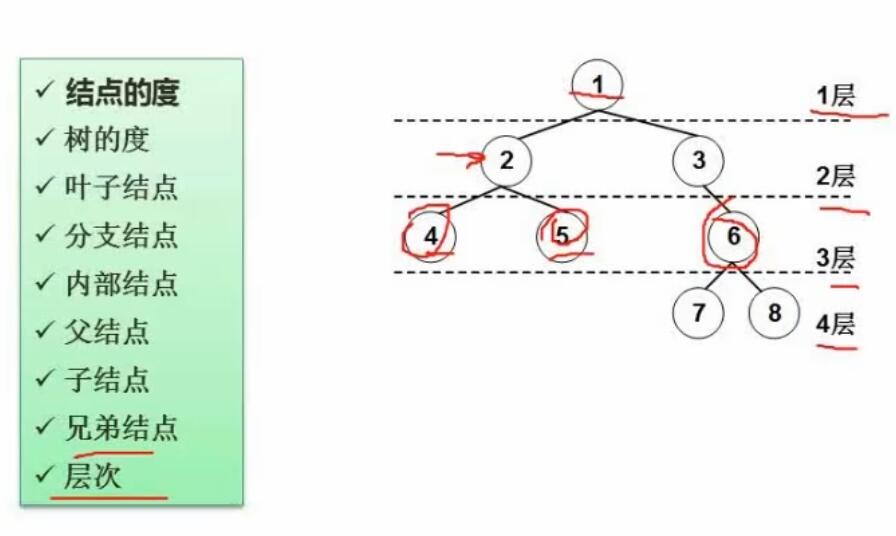 ✓ 结点的度
✓ 树的度
✓ 叶子结点
✓ 分支结点
✓ 内部结点
✓ 父结点
✓ 子结点
✓ 兄弟结点
✓ 层次
1
1层
2 3
2层
4 5 6
3层
7 8
4层